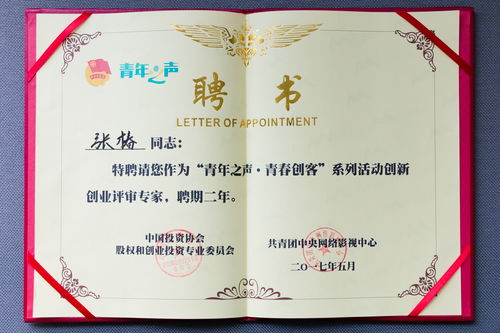 青年之声
聘 书
LETTER OF APPOINTMENT
张梅 同志：
特聘请您作为“青年之声·青春创客”系列活动创新
创业评审专家，聘期二年。
中国投资协会
股权和创业投资专业委员会
共青团中央网络影视中心
二〇一七年五月